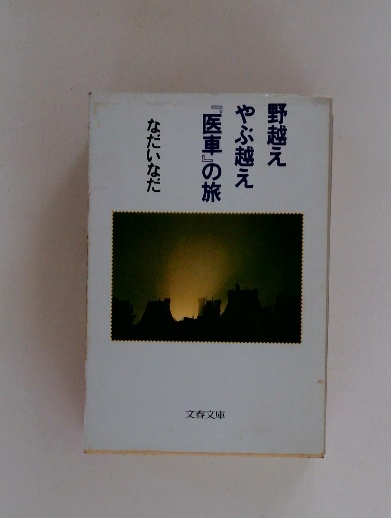 野越え
やぶ越え
『医車』の旅
なだいなだ
文春文庫